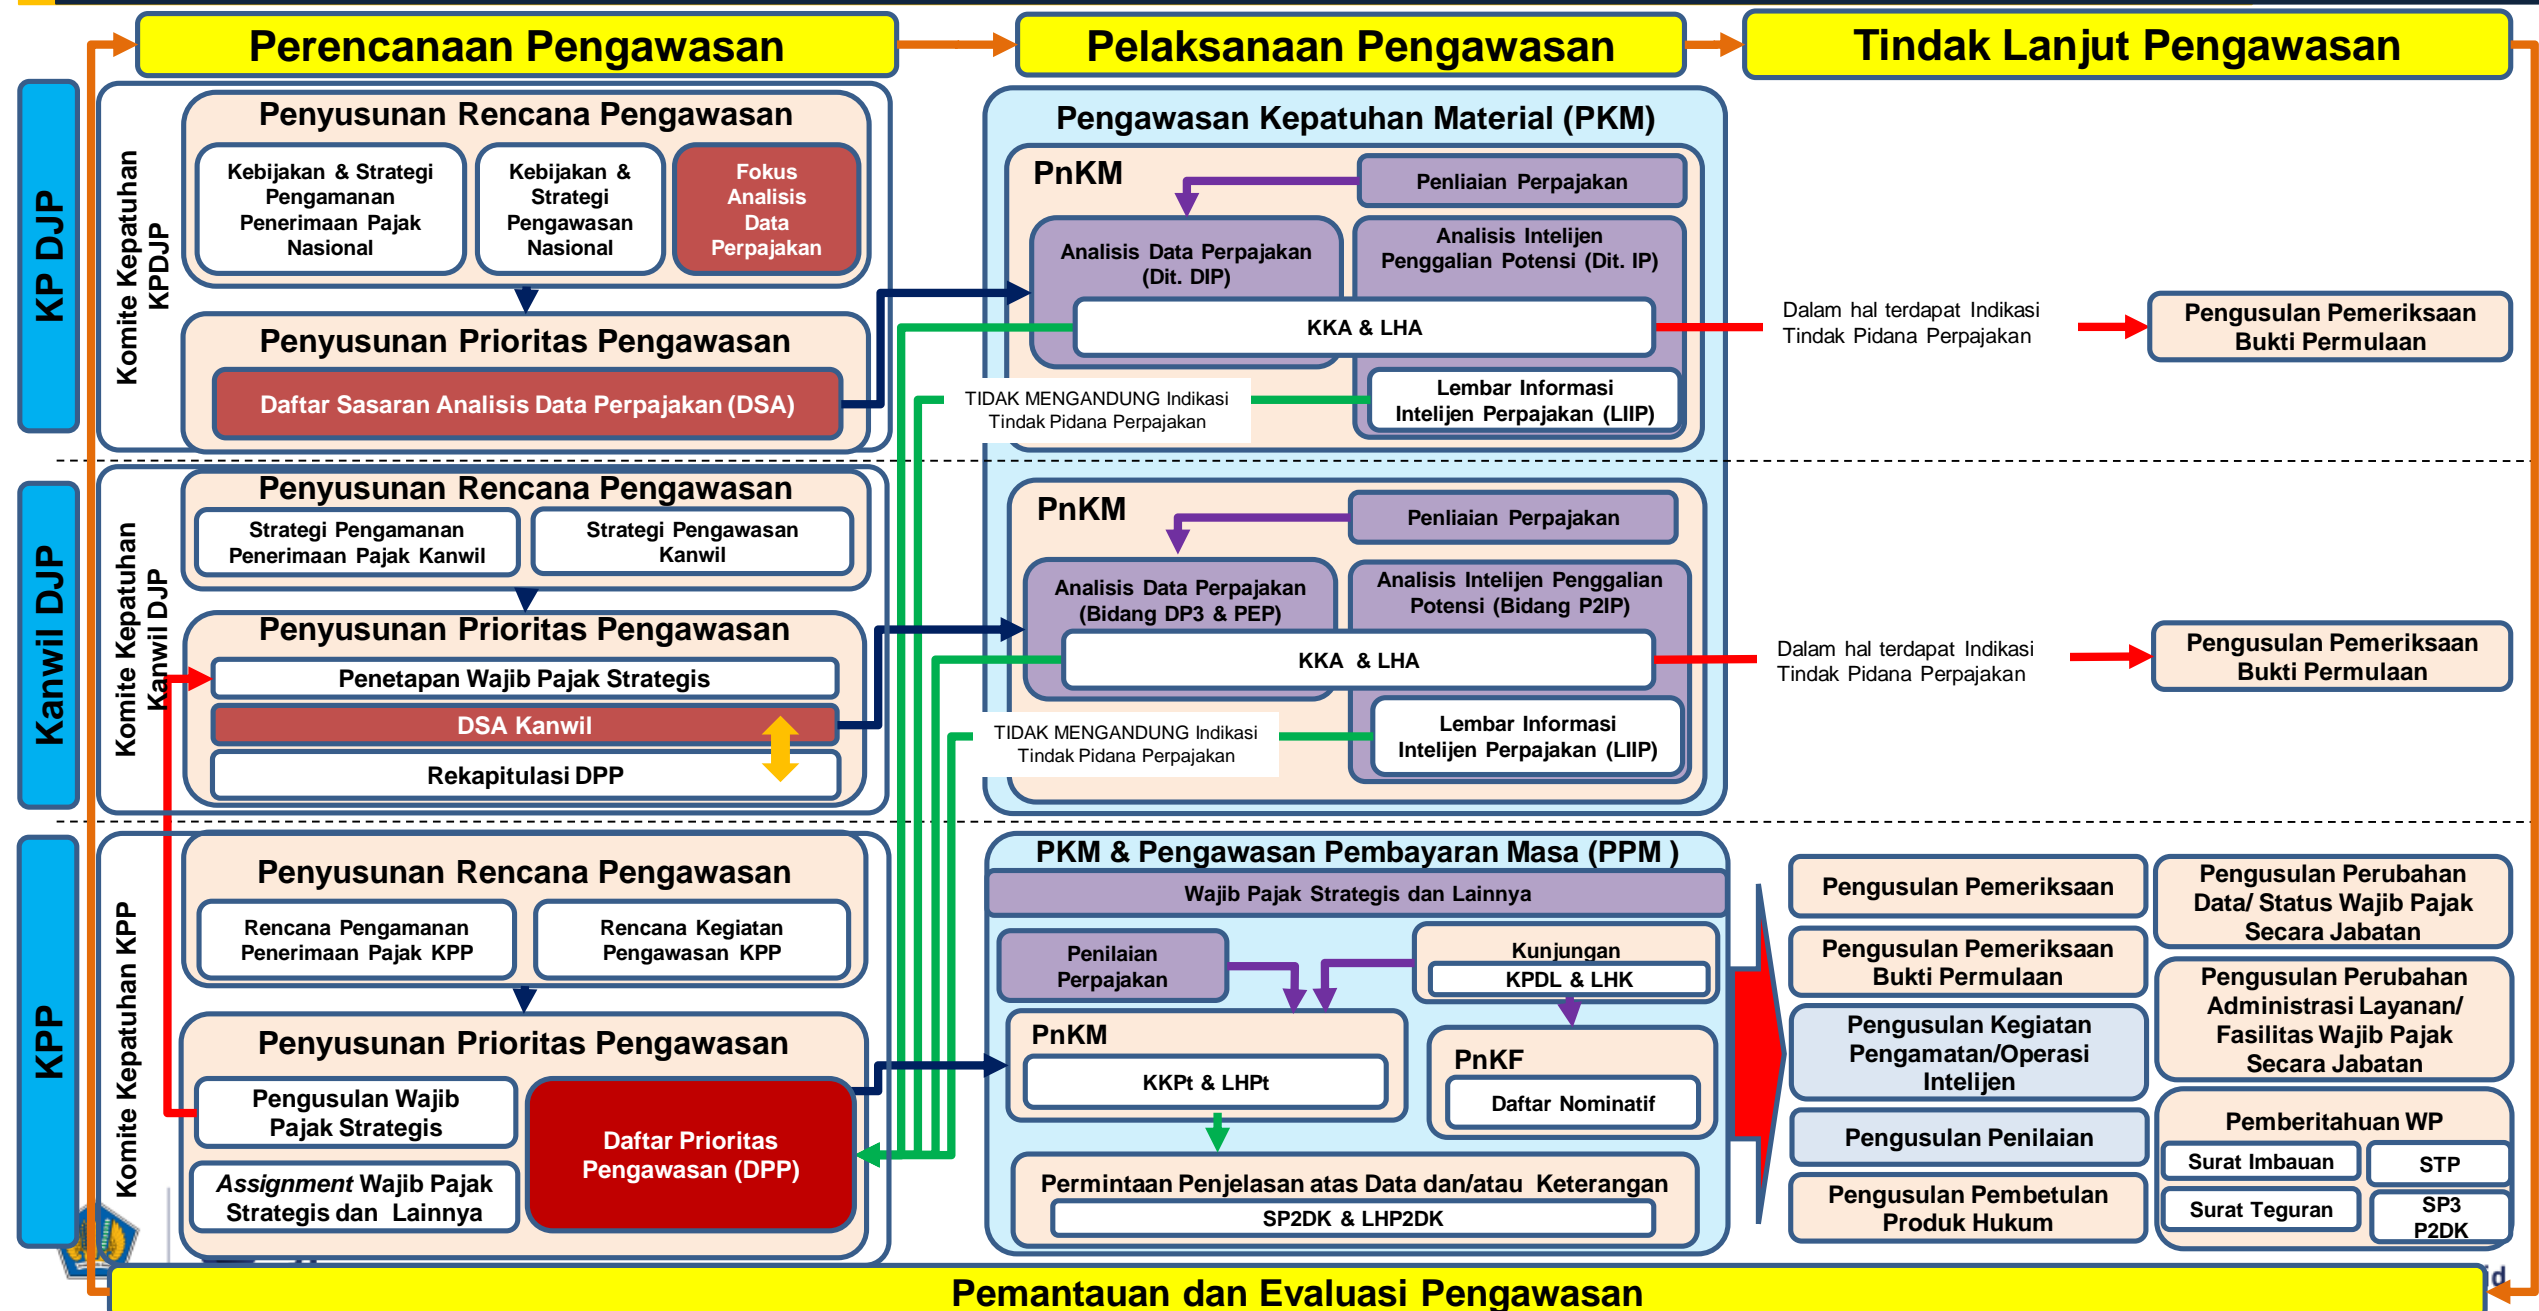 Perencanaan Pengawasan
Pelaksanaan Pengawasan
Tindak Lanjut Pengawasan
KP DJP
Komite Kepatuhan
KPDJP
Penyusunan Rencana Pengawasan
Kebijakan & Strategi
Pengamanan
Penerimaan Pajak
Nasional
Kebijakan &
Strategi
Pengawasan
Nasional
Fokus
Analisis
Data
Perpajakan
Penyusunan Prioritas Pengawasan
Daftar Sasaran Analisis Data Perpajakan (DSA)
Pengawasan Kepatuhan Material (PKM)
PnKM
Penliaian Perpajakan
Analisis Data Perpajakan
(Dit. DIP)
Analisis Intelijen
Penggalian Potensi (Dit. IP)
KKA & LHA
Lembar Informasi
Intelijen Perpajakan (LIIP)
TIDAK MENGANDUNG Indikasi
Tindak Pidana Perpajakan
Dalam hal terdapat Indikasi
Tindak Pidana Perpajakan
Pengusulan Pemeriksaan
Bukti Permulaan
Kanwil DJP
Komite Kepatuhan
Kanwil DJP
Penyusunan Rencana Pengawasan
Strategi Pengamanan
Penerimaan Pajak Kanwil
Strategi Pengawasan
Kanwil
Penyusunan Prioritas Pengawasan
Penetapan Wajib Pajak Strategis
DSA Kanwil
Rekapitulasi DPP
PnKM
Penliaian Perpajakan
Analisis Data Perpajakan
(Bidang DP3 & PEP)
Analisis Intelijen Penggalian
Potensi (Bidang P2IP)
KKA & LHA
Lembar Informasi
Intelijen Perpajakan (LIIP)
TIDAK MENGANDUNG Indikasi
Tindak Pidana Perpajakan
Dalam hal terdapat Indikasi
Tindak Pidana Perpajakan
Pengusulan Pemeriksaan
Bukti Permulaan
KPP
Komite Kepatuhan KPP
Penyusunan Rencana Pengawasan
Rencana Pengamanan
Penerimaan Pajak KPP
Rencana Kegiatan
Pengawasan KPP
Penyusunan Prioritas Pengawasan
Pengusulan Wajib
Pajak Strategis
Assignment Wajib Pajak
Strategis dan Lainnya
Daftar Prioritas
Pengawasan (DPP)
PKM & Pengawasan Pembayaran Masa (PPM )
Wajib Pajak Strategis dan Lainnya
Penilaian
Perpajakan
Kunjungan
KPDL & LHK
PnKM
KKPt & LHPt
PnKF
Daftar Nominatif
Permintaan Penjelasan atas Data dan/atau Keterangan
SP2DK & LHP2DK
Pengusulan Pemeriksaan
Pengusulan Pemeriksaan
Bukti Permulaan
Pengusulan Kegiatan
Pengamatan/Operasi
Intelijen
Pengusulan Penilaian
Pengusulan Pembetulan
Produk Hukum
Pengusulan Perubahan
Data/ Status Wajib Pajak
Secara Jabatan
Pengusulan Perubahan
Administrasi Layanan/
Fasilitas Wajib Pajak
Secara Jabatan
Pemberitahuan WP
Surat Imbauan
STP
Surat Teguran
SP3
P2DK
id
Pemantauan dan Evaluasi Pengawasan